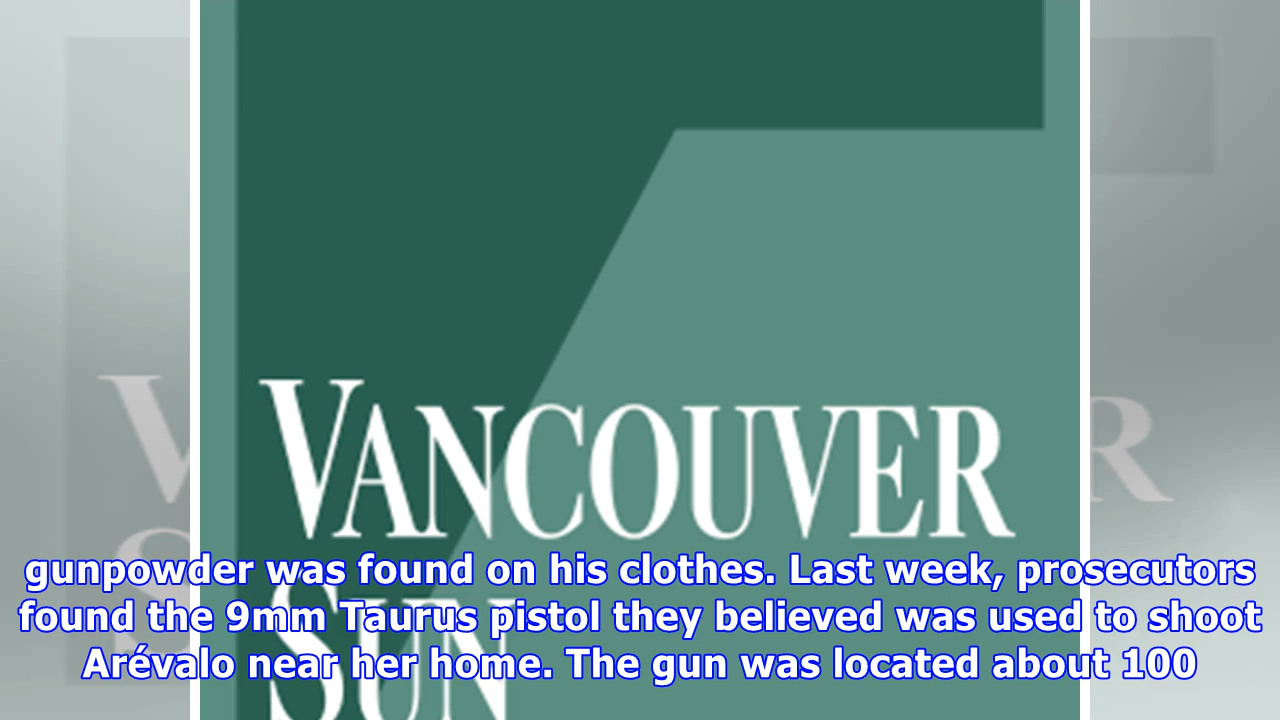 VANCOUVER
SUN
gunpowder was found on his clothes. Last week, prosecutors
found the 9mm Taurus pistol they believed was used to shoot
Arévalo near her home. The gun was located about 100